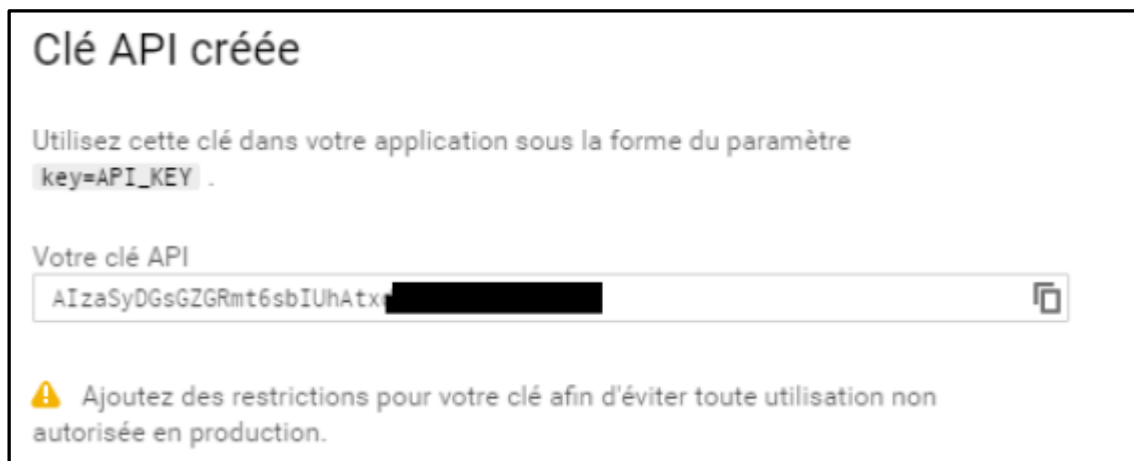 Clé API créée
Utilisez cette clé dans votre application sous la forme du paramètre
key=API_KEY .
Votre clé API
AIzaSyDGsGZGRmt6sbIUhAtx
Ajoutez des restrictions pour votre clé afin d'éviter toute utilisation non
autorisée en production.